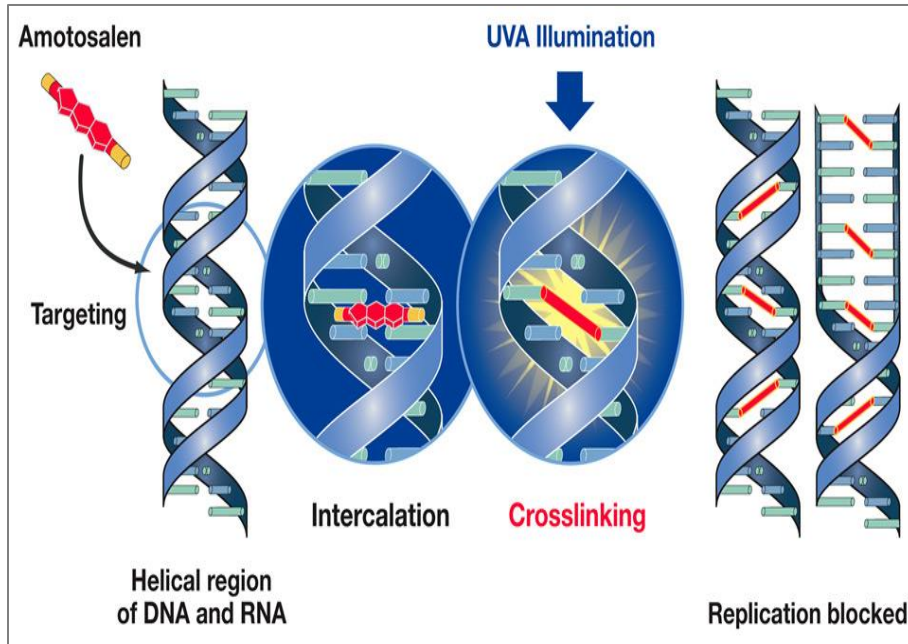 Amotosalen
UVA Illumination
Targeting
Intercalation
Crosslinking
Helical region
of DNA and RNA
Replication blocked